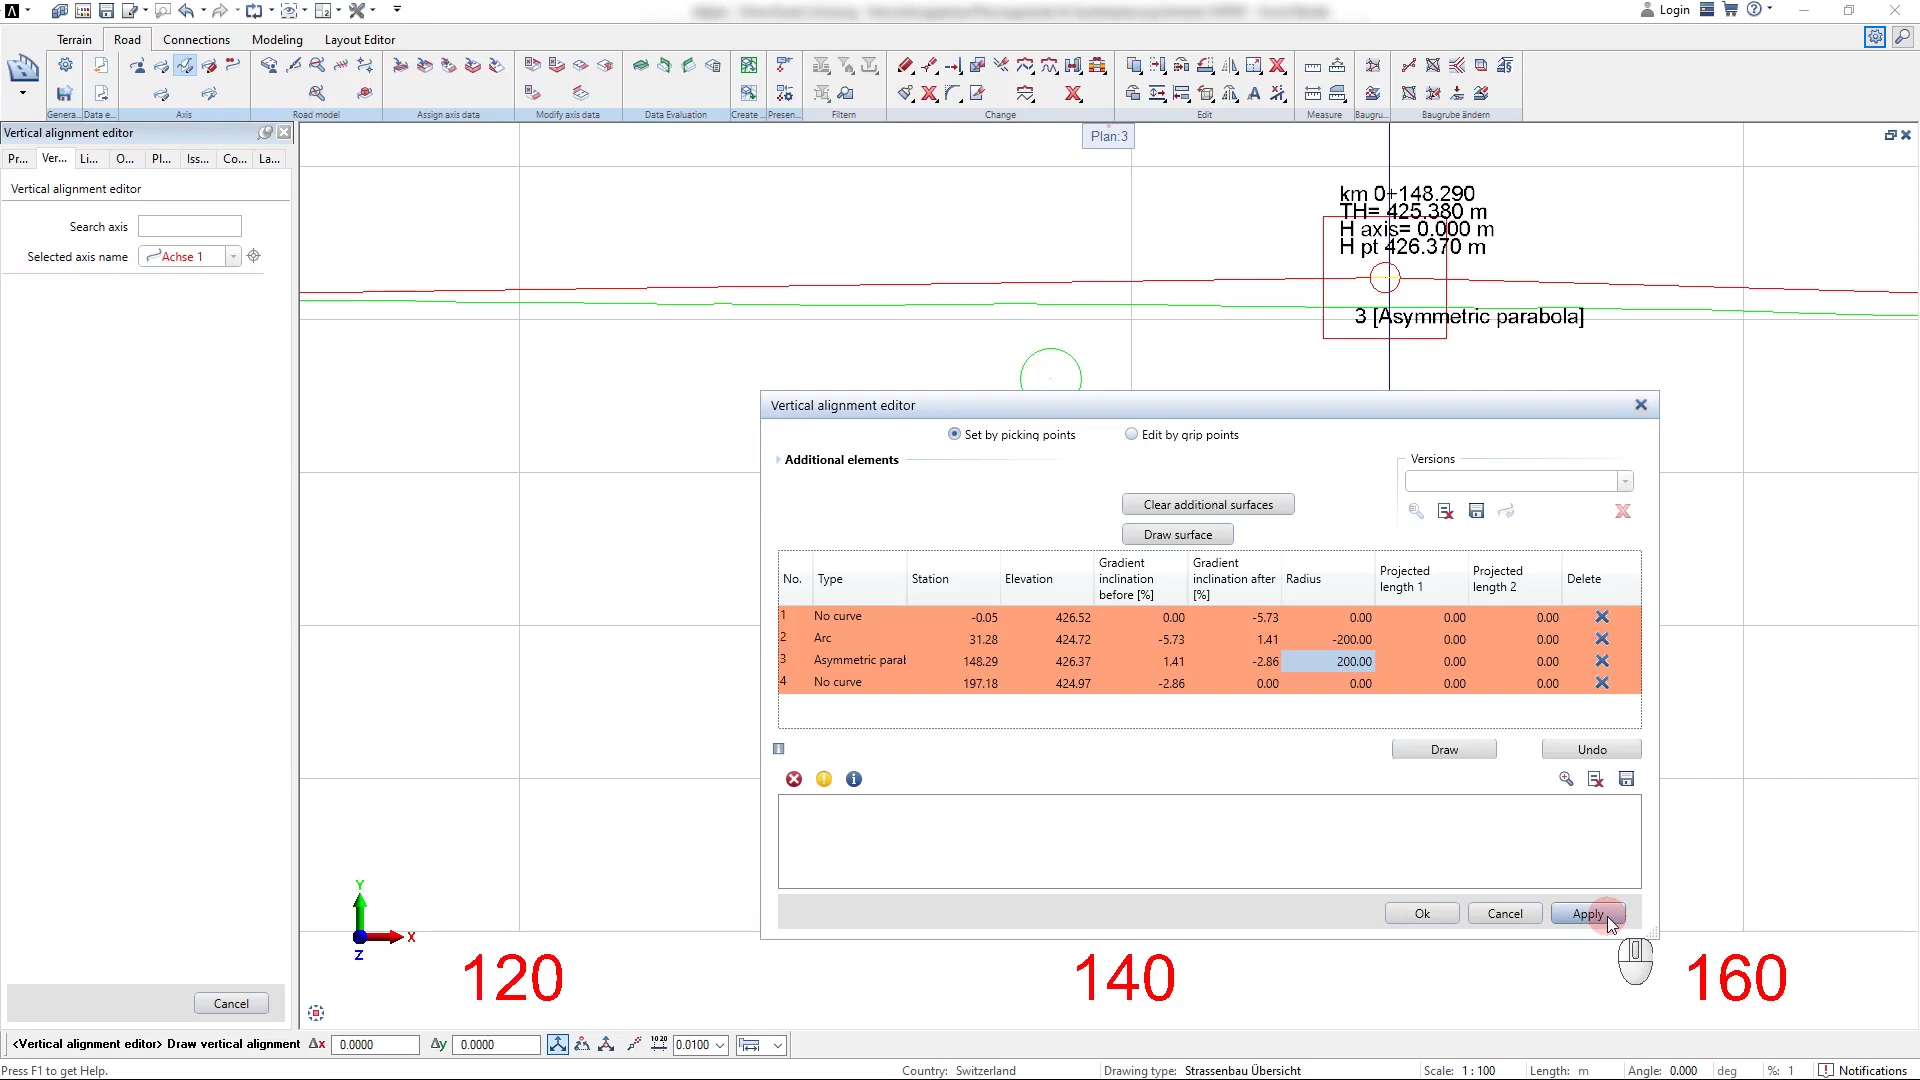 Login
Terrain
Road
Connections
Modeling
Layout Editor
Genera...
Data e...
Axis
Road model
Assign axis data
Modify axis data
Data Evaluation
Create ...
Presen...
Filtern
Change
Edit
Measure
Baugru...
Baugrube ändern
Vertical alignment editor
Pr...
Ver...
Li...
O...
Pl...
Iss...
Co...
La...
Vertical alignment editor
Search axis
Selected axis name
Achse 1
Cancel
Plan:3
km 0+148.290
TH= 425.380 m
H axis= 0.000 m
H pt 426.370 m
3 [Asymmetric parabola]
Vertical alignment editor
Set by picking points
Edit by grip points
Additional elements
Versions
Clear additional surfaces
Draw surface
No. Type Station Elevation Gradient inclination before [%] Gradient inclination after [%] Radius Projected length 1 Projected length 2 Delete
1 No curve -0.05 426.52 0.00 -5.73 0.00 0.00 0.00
2 Arc 31.28 424.72 -5.73 1.41 -200.00 0.00 0.00
3 Asymmetric paral 148.29 426.37 1.41 -2.86 200.00 0.00 0.00
4 No curve 197.18 424.97 -2.86 0.00 0.00 0.00 0.00
Draw
Undo
Ok
Cancel
Apply
Y
X
Z
120
140
160
<Vertical alignment editor> Draw vertical alignment Δx 0.0000 Δy 0.0000 1020 0.0100
Press F1 to get Help.
Country: Switzerland
Drawing type: Strassenbau Übersicht
Scale: 1 : 100
Length: m
Angle: 0.000 deg
%: 1
Notifications